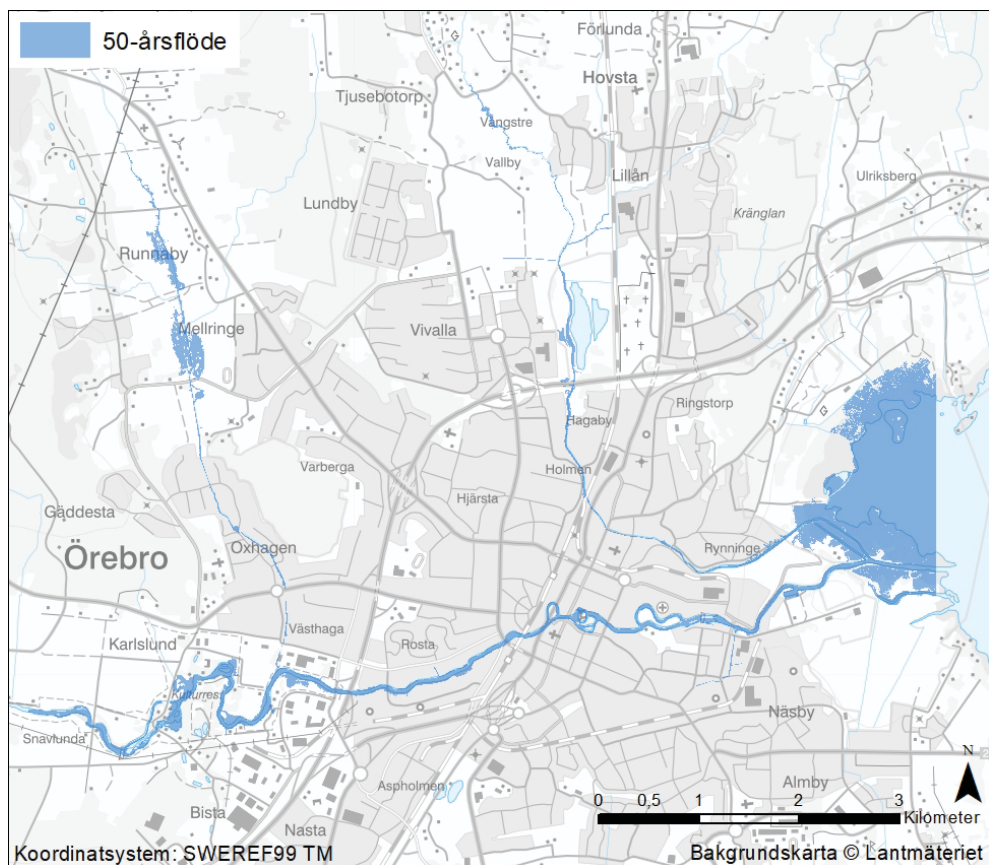 50-årsflöde
Förlunda
Hovsta
Tjusebotorp
Vångstre
Vallby
Lillån
Ulriksberg
Lundby
Kränglan
Runnaby
Mellringe
Vivalla
Ringstorp
Hagaby
Varberga
Holmen
Hjärsta
Gäddesta
Örebro
Oxhagen
Rynninge
Västhaga
Karlslund
Rosta
Kulturres
Snavlunda
Näsby
Aspholmen
Almby
Bista
Nasta
N
0 0,5 1 2 3
Kilometer
Koordinatsystem: SWEREF99 TM
Bakgrundskarta © Lantmäteriet